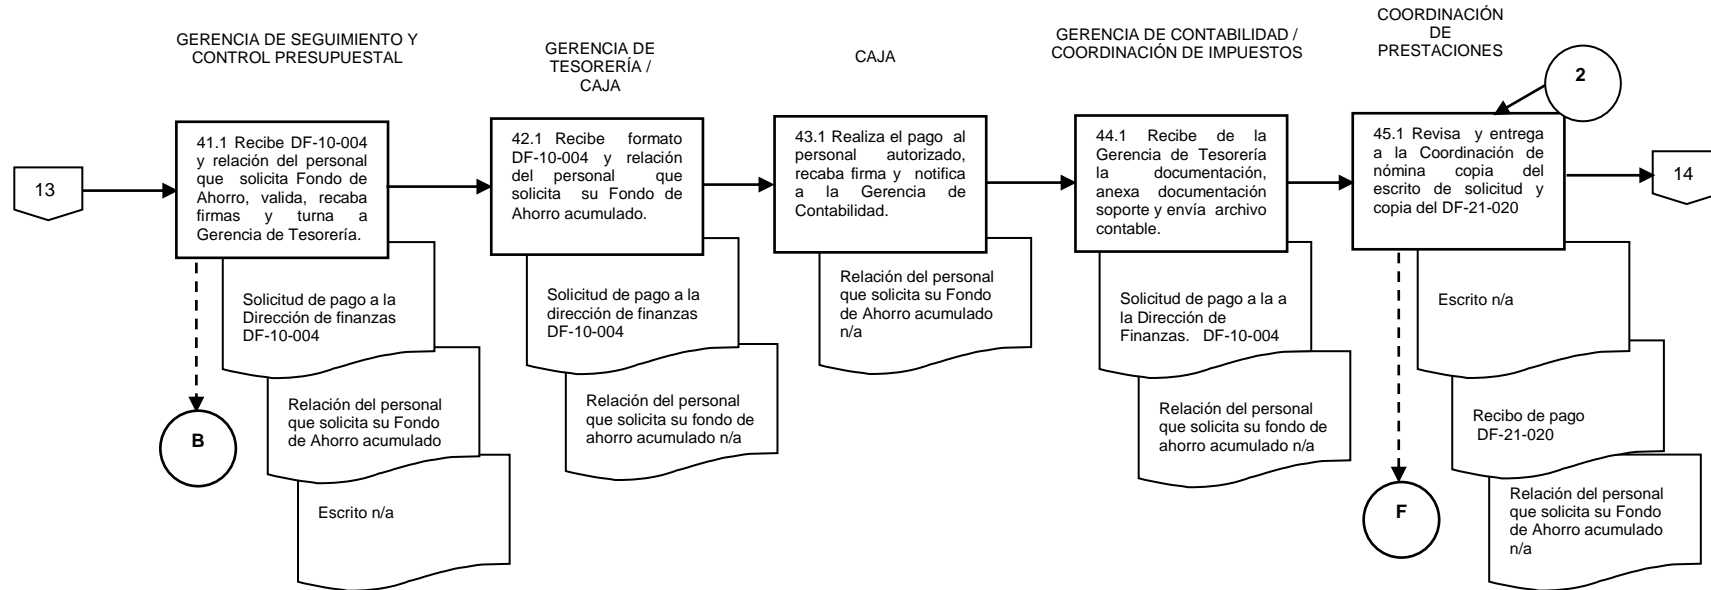 GERENCIA DE SEGUIMIENTO Y
CONTROL PRESUPUESTAL
GERENCIA DE
TESORERÍA /
CAJA
CAJA
GERENCIA DE CONTABILIDAD /
COORDINACIÓN DE IMPUESTOS
COORDINACIÓN
DE
PRESTACIONES
2
13
41.1 Recibe DF-10-004
y relación del personal
que solicita Fondo de
Ahorro, valida, recaba
firmas y turna a
Gerencia de Tesorería.
42.1 Recibe formato
DF-10-004 y relación
del personal que
solicita su Fondo de
Ahorro acumulado.
43.1 Realiza el pago al
personal autorizado,
recaba firma y notifica
a la Gerencia de
Contabilidad.
44.1 Recibe de la
Gerencia de Tesorería
la documentación,
anexa documentación
soporte y envía archivo
contable.
45.1 Revisa y entrega
a la Coordinación de
nómina copia del
escrito de solicitud y
copia del DF-21-020
14
Solicitud de pago a la
Dirección de finanzas
DF-10-004
Relación del personal
que solicita su Fondo
de Ahorro acumulado
Escrito n/a
B
Solicitud de pago a la
dirección de finanzas
DF-10-004
Relación del personal
que solicita su fondo de
ahorro acumulado n/a
Relación del personal
que solicita su Fondo
de Ahorro acumulado
n/a
Solicitud de pago a la a
la Dirección de
Finanzas. DF-10-004
Relación del personal
que solicita su fondo de
ahorro acumulado n/a
Escrito n/a
Recibo de pago
DF-21-020
Relación del personal
que solicita su Fondo
de Ahorro acumulado
n/a
F